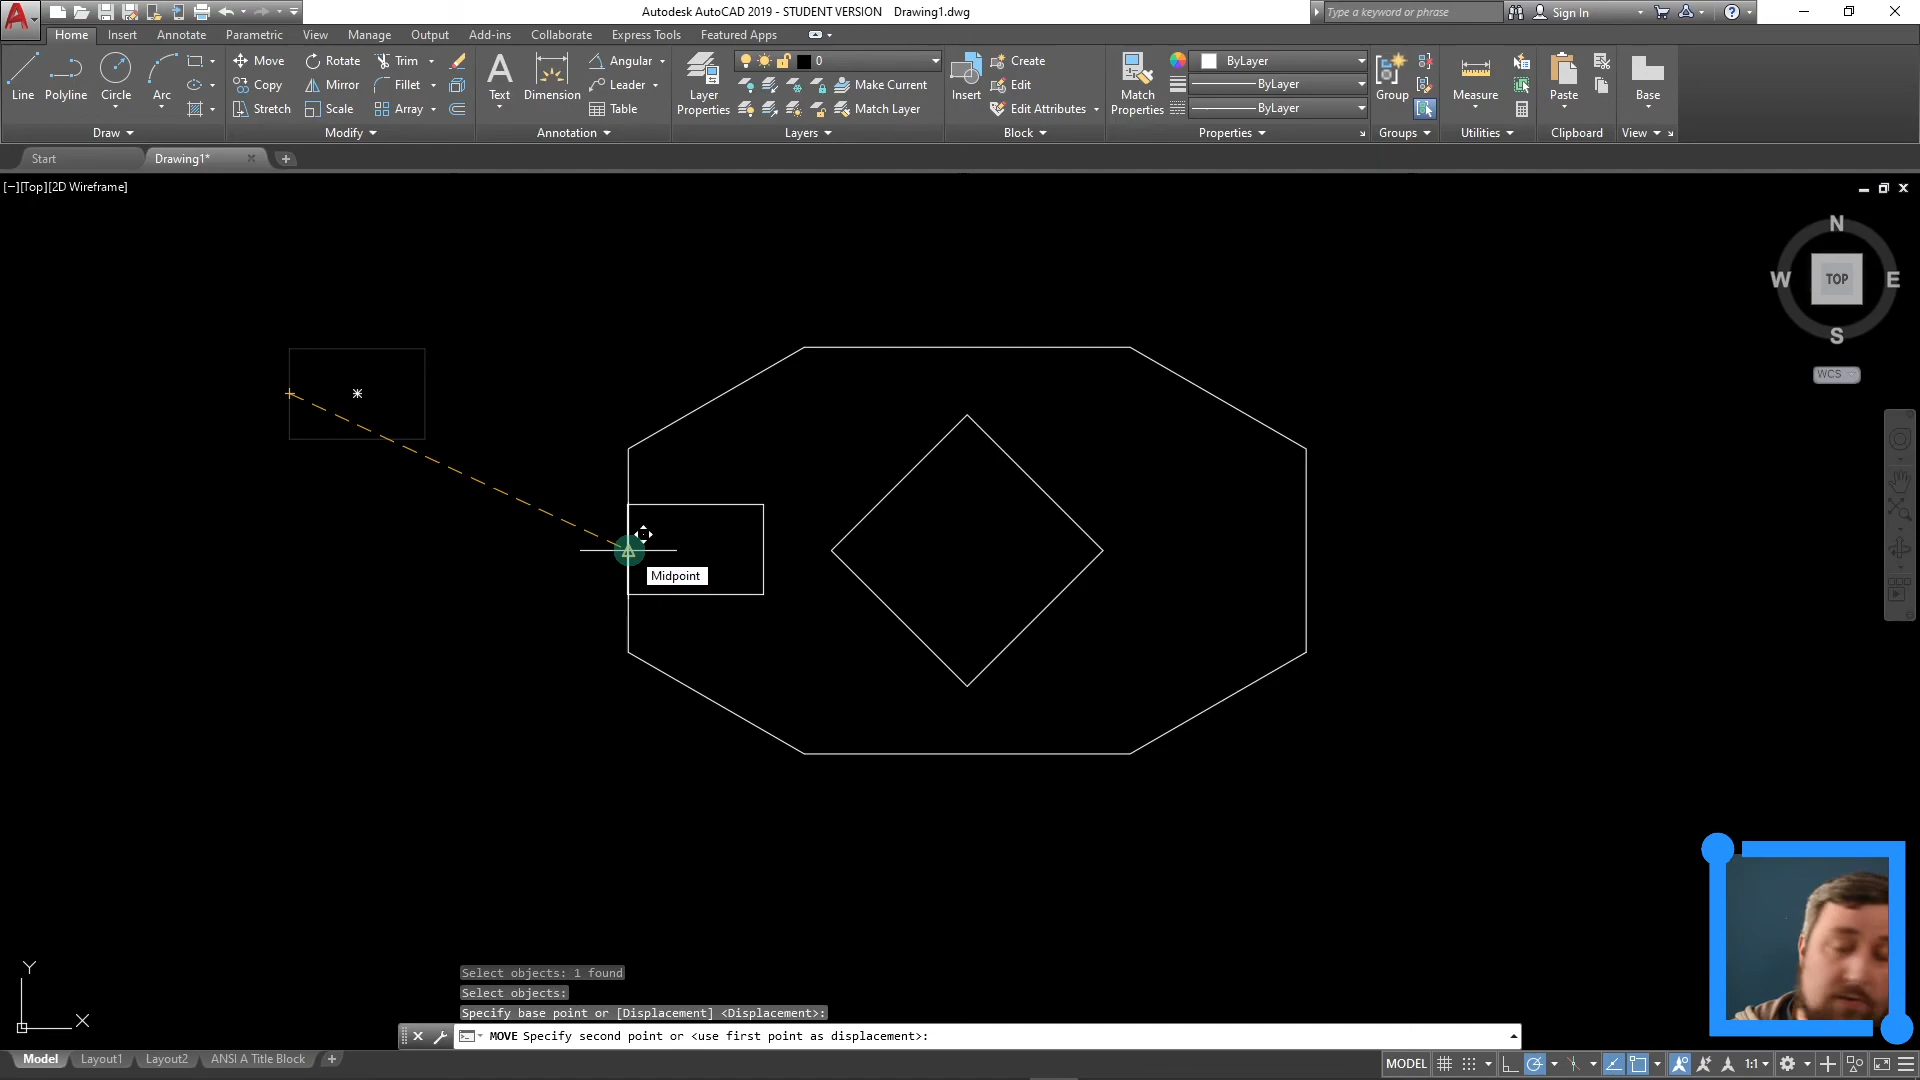 Autodesk AutoCAD 2019 - STUDENT VERSION Drawing1.dwg
Type a keyword or phrase
Sign In
Home Insert Annotate Parametric View Manage Output Add-ins Collaborate Express Tools Featured Apps
Line Polyline Circle Arc
Draw
Move Rotate Trim
Copy Mirror Fillet
Stretch Scale Array
Modify
Text Dimension
Angular
Leader
Table
Annotation
Layer Properties
0
Make Current
Match Layer
Layers
Insert
Create
Edit
Edit Attributes
Block
Match Properties
ByLayer
ByLayer
ByLayer
Properties
Group
Groups
Measure
Utilities
Paste
Clipboard
Base
View
Start Drawing1*
[−][Top][2D Wireframe]
N
W TOP E
S
WCS
Midpoint
Y
X
Select objects: 1 found
Select objects:
Specify base point or [Displacement] <Displacement>:
MOVE Specify second point or <use first point as displacement>:
Model Layout1 Layout2 ANSI A Title Block
MODEL 1:1